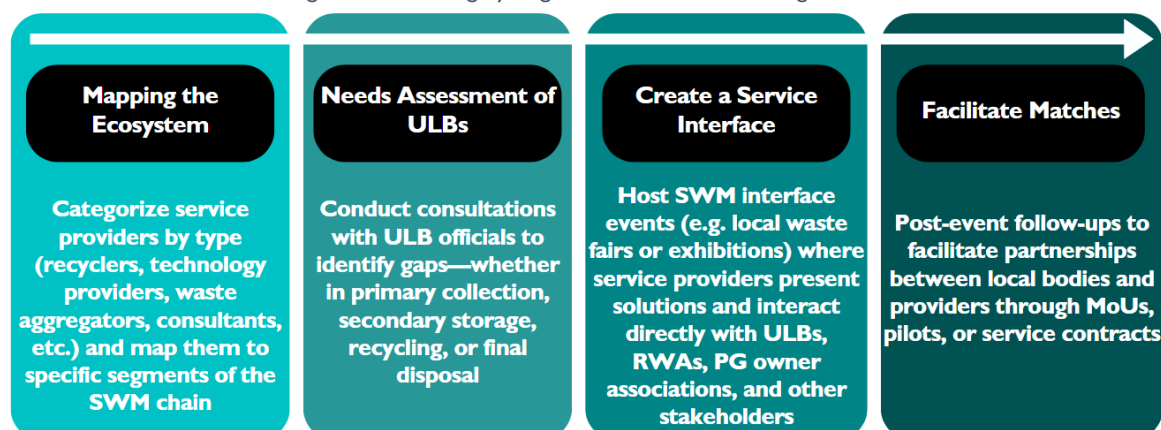 Mapping the
Ecosystem
Categorize service
providers by type
(recyclers, technology
providers, waste
aggregators, consultants,
etc.) and map them to
specific segments of the
SWM chain
Needs Assessment of
ULBs
Conduct consultations
with ULB officials to
identify gaps—whether
in primary collection,
secondary storage,
recycling, or final
disposal
Create a Service
Interface
Host SWM interface
events (e.g. local waste
fairs or exhibitions) where
service providers present
solutions and interact
directly with ULBs,
RWAs, PG owner
associations, and other
stakeholders
Facilitate Matches
Post-event follow-ups to
facilitate partnerships
between local bodies and
providers through MoUs,
pilots, or service contracts